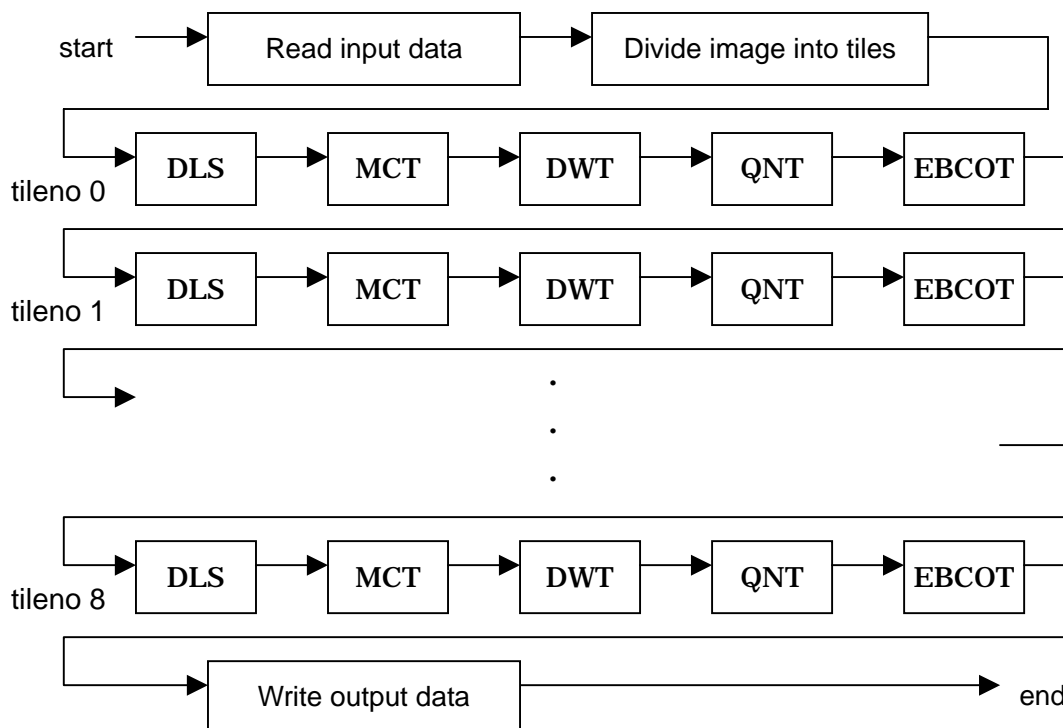 start Read input data Divide image into tiles
DLS MCT DWT QNT EBCOT
tileno 0
DLS MCT DWT QNT EBCOT
tileno 1
.
.
.
DLS MCT DWT QNT EBCOT
tileno 8
Write output data end